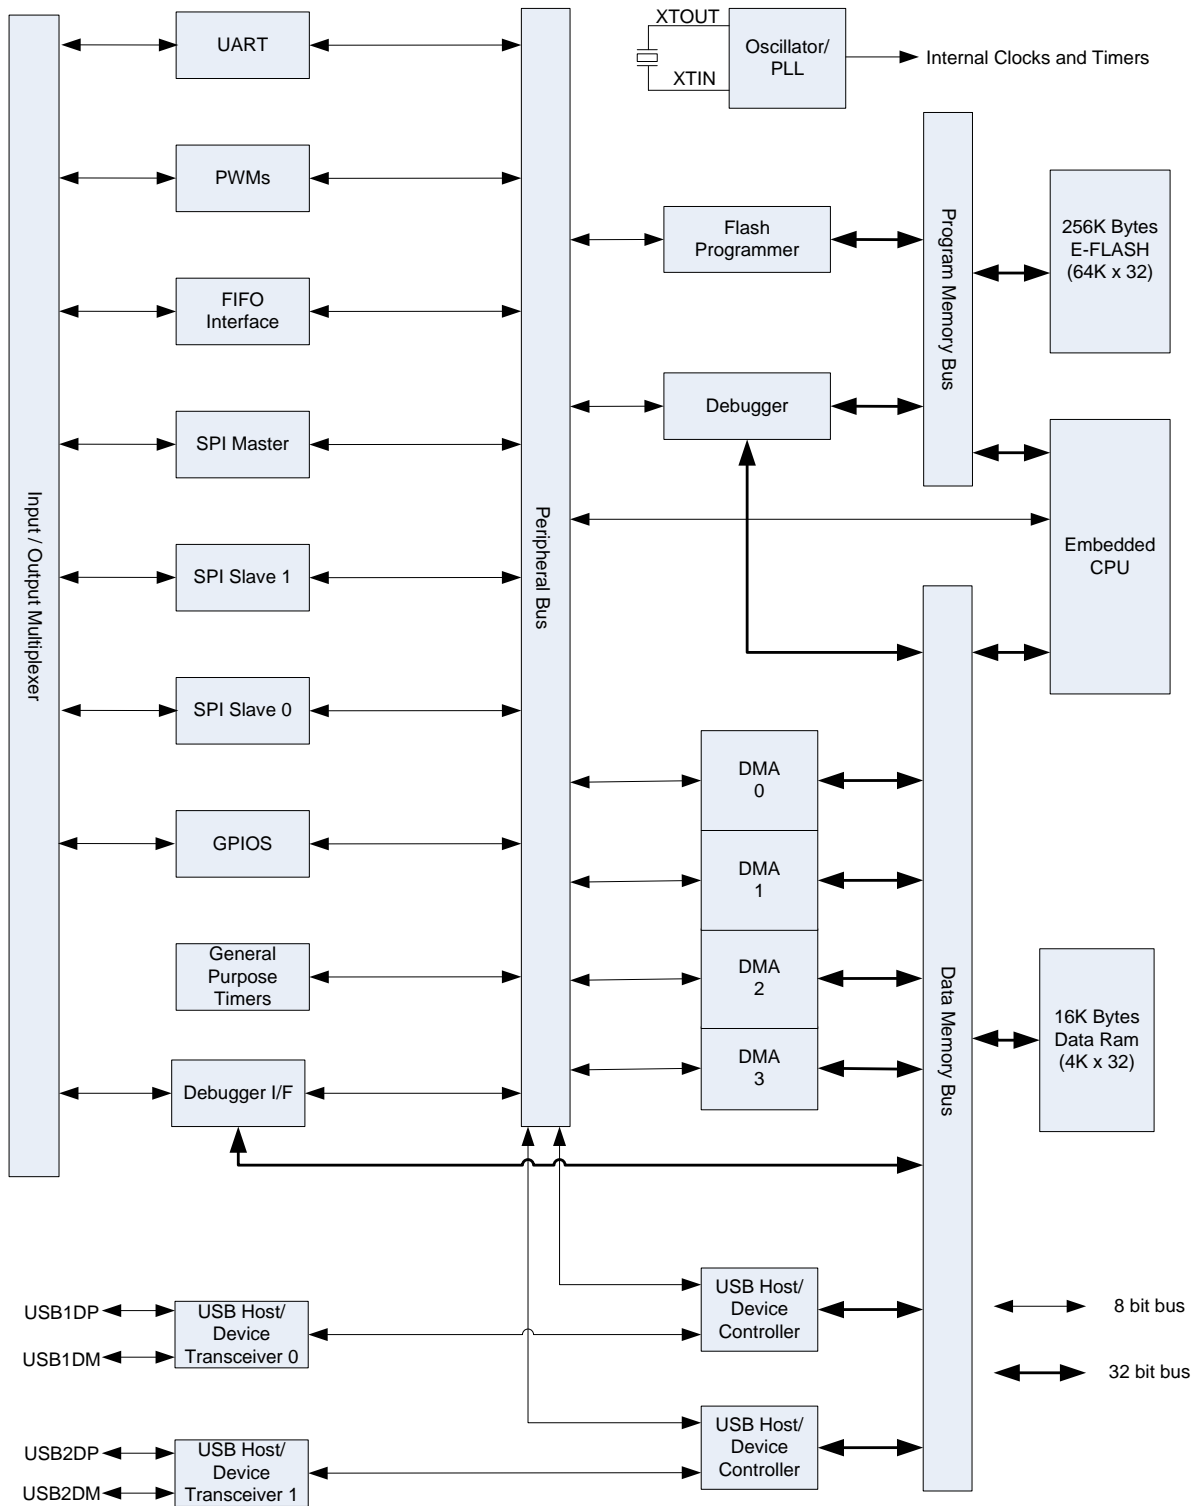 XTOUT
UART
Oscillator/
PLL
Internal Clocks and Timers
XTIN
PWMs
Flash
Programmer
Program Memory Bus
256K Bytes
E-FLASH
(64K x 32)
FIFO
Interface
Debugger
SPI Master
Input / Output Multiplexer
Peripheral Bus
Embedded
CPU
SPI Slave 1
SPI Slave 0
DMA
0
GPIOS
DMA
1
General
Purpose
Timers
DMA
2
Data Memory Bus
16K Bytes
Data Ram
(4K x 32)
Debugger I/F
DMA
3
USB1DP
USB1DM
USB Host/
Device
Transceiver 0
USB Host/
Device
Controller
8 bit bus
32 bit bus
USB2DP
USB2DM
USB Host/
Device
Transceiver 1
USB Host/
Device
Controller